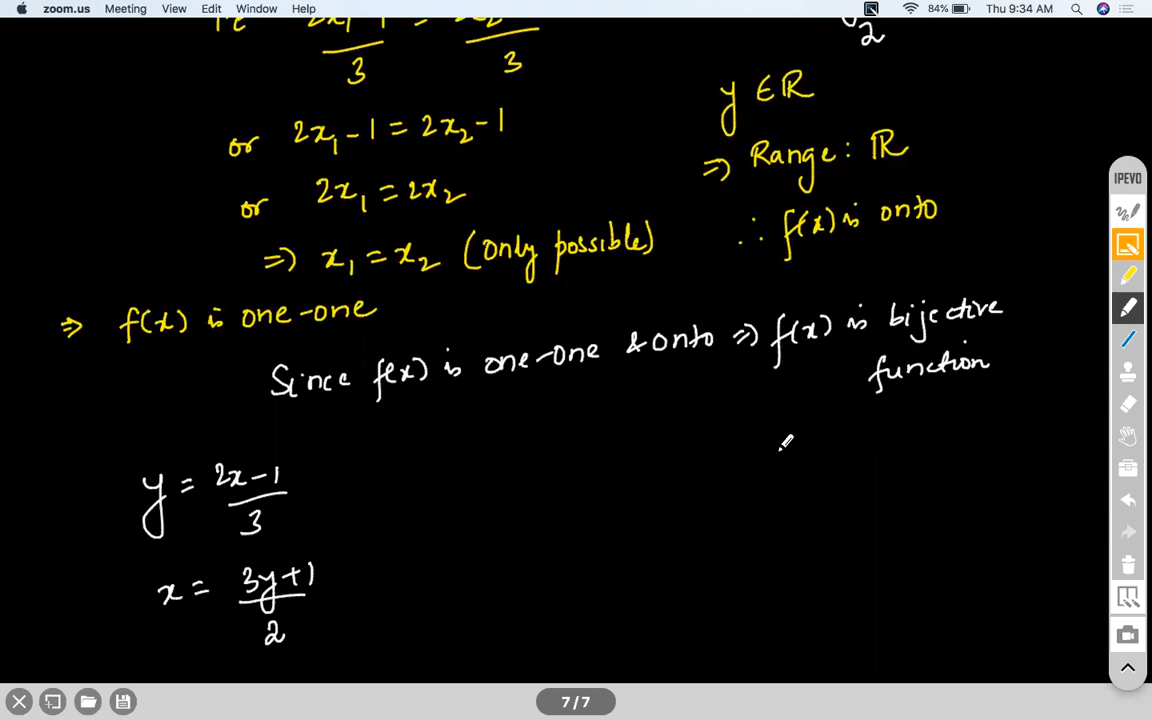 zoom.us Meeting View Edit Window Help
84% Thu 9:34 AM
3 3
2
or 2x₁ - 1 = 2x₂ - 1
or 2x₁ = 2x₂
⇒ x₁ = x₂ (Only possible)
⇒ f(x) is one-one
y ∈ ℝ
⇒ Range: ℝ
∴ f(x) is onto
Since f(x) is one-one & onto ⇒ f(x) is bijective
function
y = 2x-1
3
x = 3y+1
2
IPEVO
7/7